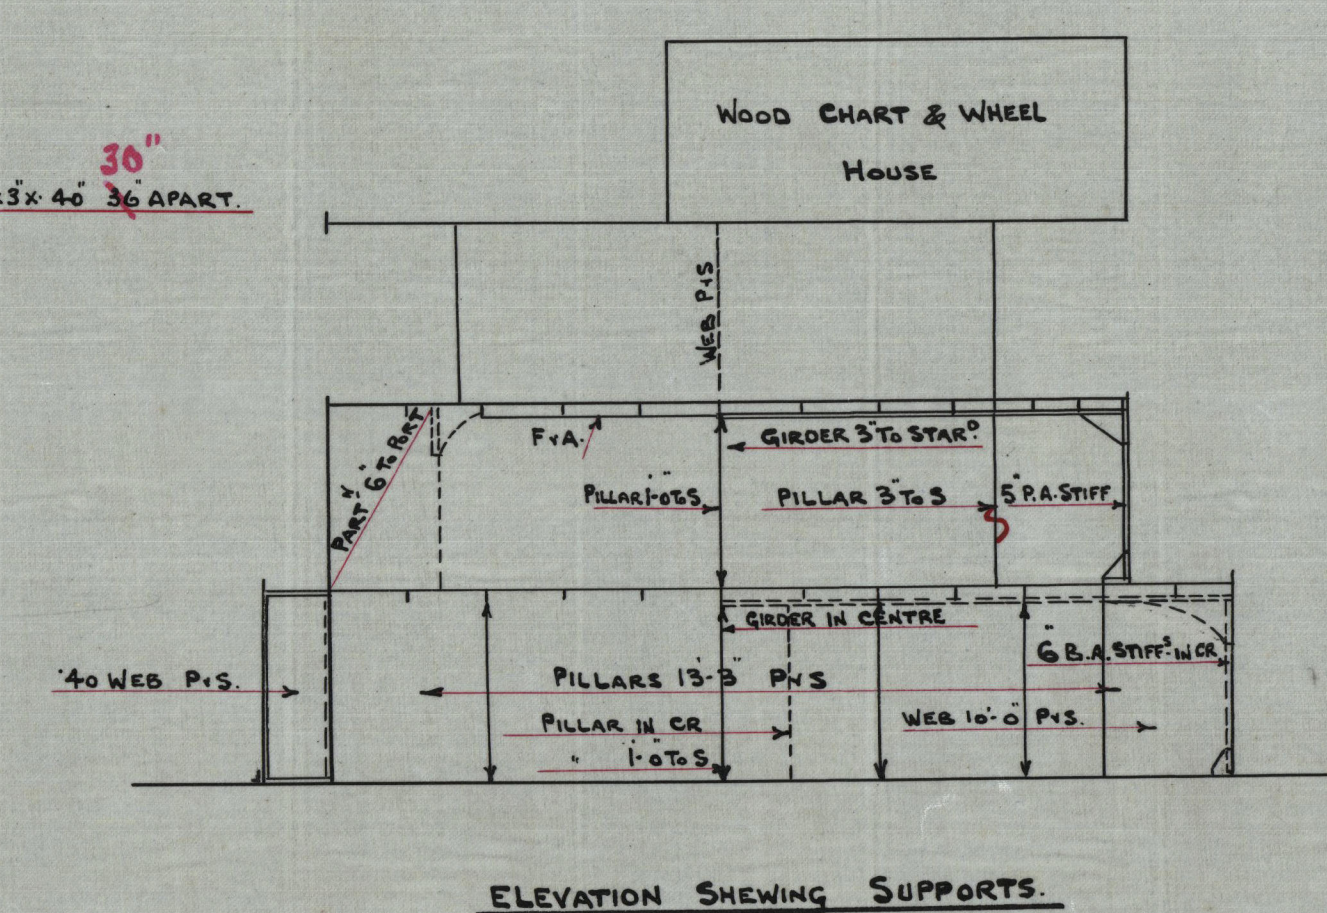 WOOD CHART & WHEEL
HOUSE
30"
3"x .40" 36" APART.
WEB P&S
PART N 6" TO PORT
F&A.
GIRDER 3" TO STARD.
PILLAR 1'-0" TO S
PILLAR 3" TO S
5" P.A. STIFF
GIRDER IN CENTRE
6" B.A. STIFFS. IN CR
.40 WEB P&S.
PILLARS 13'-3" P&S
PILLAR IN CR
WEB 10'-0" P&S.
" 1'-0 TO S
ELEVATION SHEWING SUPPORTS.